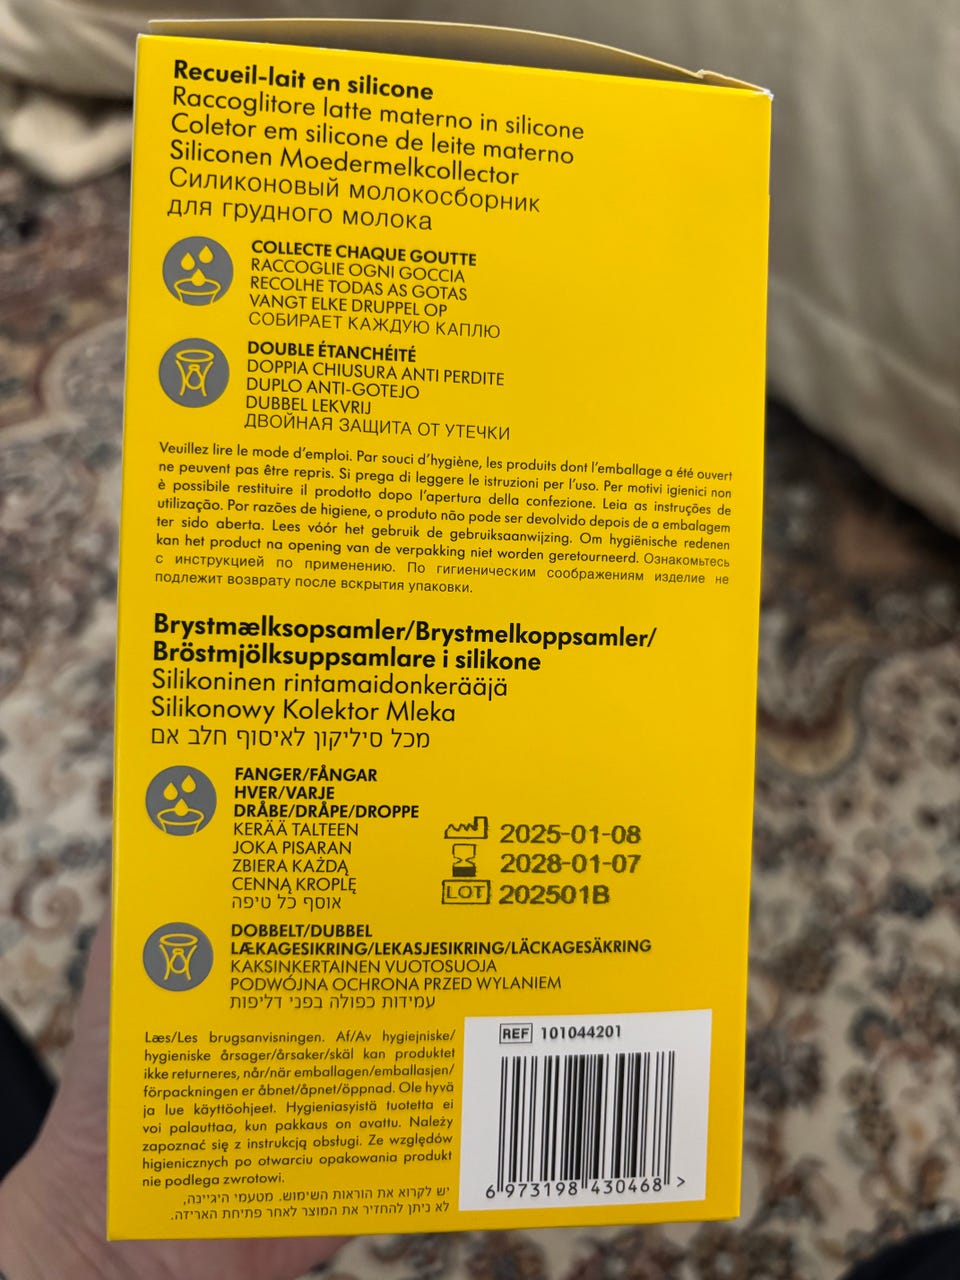 Recueil-lait en silicone
Raccoglitore latte materno in silicone
Coletor em silicone de leite materno
Siliconen Moedermelkcollector
Силиконовый молокосборник
для грудного молока
COLLECTE CHAQUE GOUTTE
RACCOGLIE OGNI GOCCIA
RECOLHE TODAS AS GOTAS
VANGT ELKE DRUPPEL OP
СОБИРАЕТ КАЖДУЮ КАПЛЮ
DOUBLE ÉTANCHÉITÉ
DOPPIA CHIUSURA ANTI PERDITE
DUPLO ANTI-GOTEJO
DUBBEL LEKVRIJ
ДВОЙНАЯ ЗАЩИТА ОТ УТЕЧКИ
Veuillez lire le mode d'emploi. Par souci d'hygiène, les produits dont l'emballage a été ouvert
ne peuvent pas être repris. Si prega di leggere le istruzioni per l'uso. Per motivi igienici non
è possibile restituire il prodotto dopo l'apertura della confezione. Leia as instruções de
utilização. Por razões de higiene, o produto não pode ser devolvido depois de a embalagem
ter sido aberta. Lees vóór het gebruik de gebruiksaanwijzing. Om hygiënische redenen
kan het product na opening van de verpakking niet worden geretourneerd. Ознакомьтесь
с инструкцией по применению. По гигиеническим соображениям изделие не
подлежит возврату после вскрытия упаковки.
Brystmælksopsamler/Brystmelkoppsamler/
Bröstmjölksuppsamlare i silikone
Silikoninen rintamaidonkerääjä
Silikonowy Kolektor Mleka
מכל סיליקון לאיסוף חלב אם
FANGER/FÅNGAR
HVER/VARJE
DRÅBE/DRÅPE/DROPPE
KERÄÄ TALTEEN
JOKA PISARAN
ZBIERA KAŻDĄ
CENNĄ KROPLĘ
אוסף כל טיפה
2025-01-08
2028-01-07
LOT 202501B
DOBBELT/DUBBEL
LÆKAGESIKRING/LEKASJESIKRING/LÄCKAGESÄKRING
KAKSINKERTAINEN VUOTOSUOJA
PODWÓJNA OCHRONA PRZED WYLANIEM
עמידות כפולה בפני דליפות
Læs/Les brugsanvisningen. Af/Av hygiejniske/
hygieniske årsager/årsaker/skäl kan produktet
ikke returneres, når/när emballagen/emballasjen/
förpackningen er åbnet/åpnet/öppnad. Ole hyvä
ja lue käyttöohjeet. Hygieniasyistä tuotetta ei
voi palauttaa, kun pakkaus on avattu. Należy
zapoznać się z instrukcją obsługi. Ze względów
higienicznych po otwarciu opakowania produkt
nie podlega zwrotowi.
יש לקרוא את הוראות השימוש. מטעמי היגיינה,
לא ניתן להחזיר את המוצר לאחר פתיחת האריזה.
REF 101044201
6 973198 430468 >